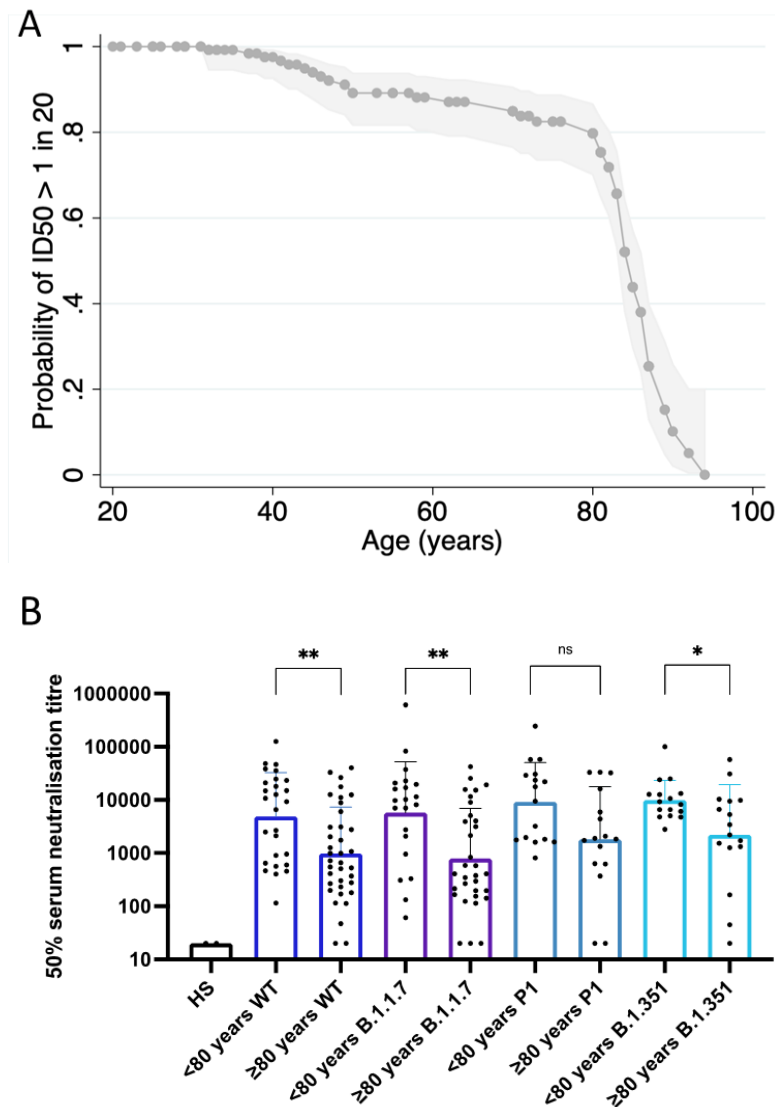 A
Probability of ID50 > 1 in 20
1
.8
.6
.4
.2
0
20 40 60 80 100
Age (years)
B
50% serum neutralisation titre
** ** ns *
1000000
100000
10000
1000
100
10
HS
<80 years WT
≥80 years WT
<80 years B.1.1.7
≥80 years B.1.1.7
<80 years P1
≥80 years P1
<80 years B.1.351
≥80 years B.1.351